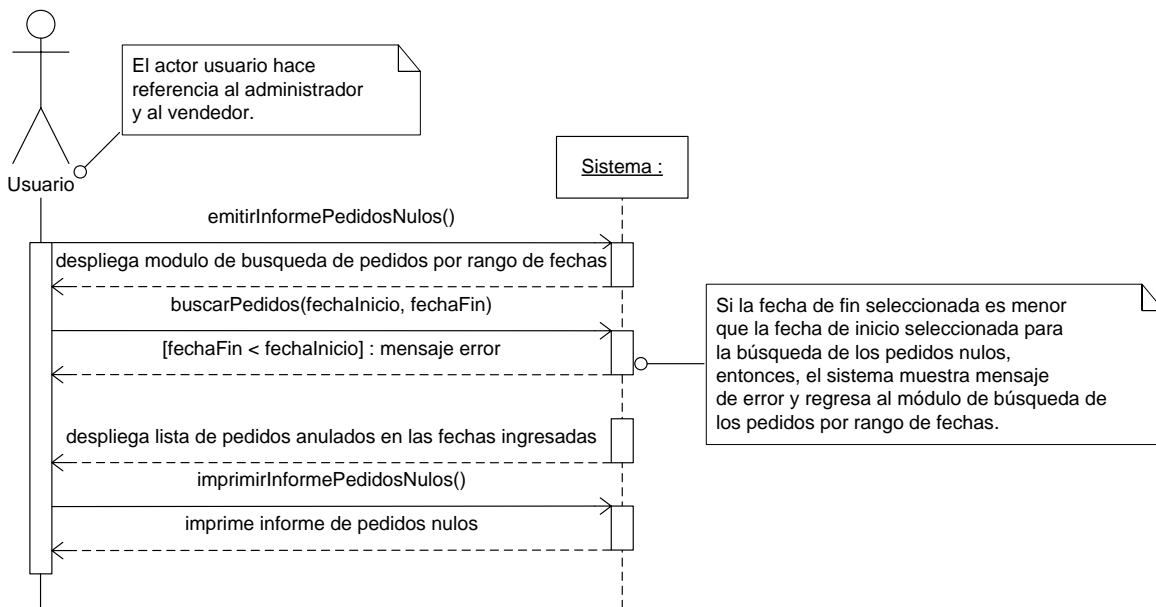 El actor usuario hace
referencia al administrador
y al vendedor.
Usuario
Sistema :
emitirInformePedidosNulos()
despliega modulo de busqueda de pedidos por rango de fechas
buscarPedidos(fechaInicio, fechaFin)
[fechaFin < fechaInicio] : mensaje error
Si la fecha de fin seleccionada es menor
que la fecha de inicio seleccionada para
la búsqueda de los pedidos nulos,
entonces, el sistema muestra mensaje
de error y regresa al módulo de búsqueda de
los pedidos por rango de fechas.
despliega lista de pedidos anulados en las fechas ingresadas
imprimirInformePedidosNulos()
imprime informe de pedidos nulos